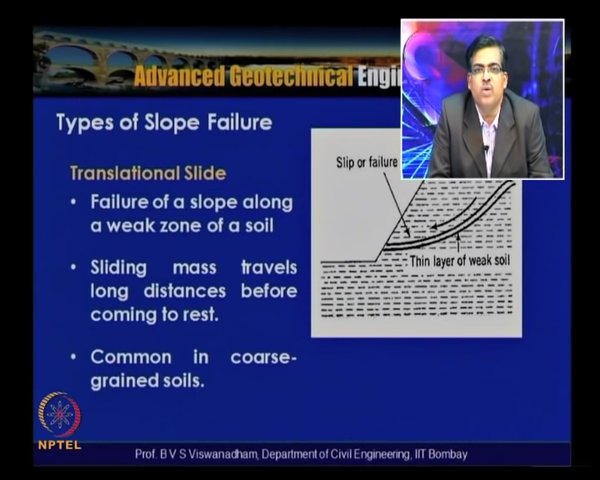 Advanced Geotechnical Engi
Types of Slope Failure
Translational Slide
• Failure of a slope along
a weak zone of a soil
• Sliding mass travels
long distances before
coming to rest.
• Common in coarse-
grained soils.
Slip or failure
Thin layer of weak soil
NPTEL
Prof. B V S Viswanadham, Department of Civil Engineering, IIT Bombay